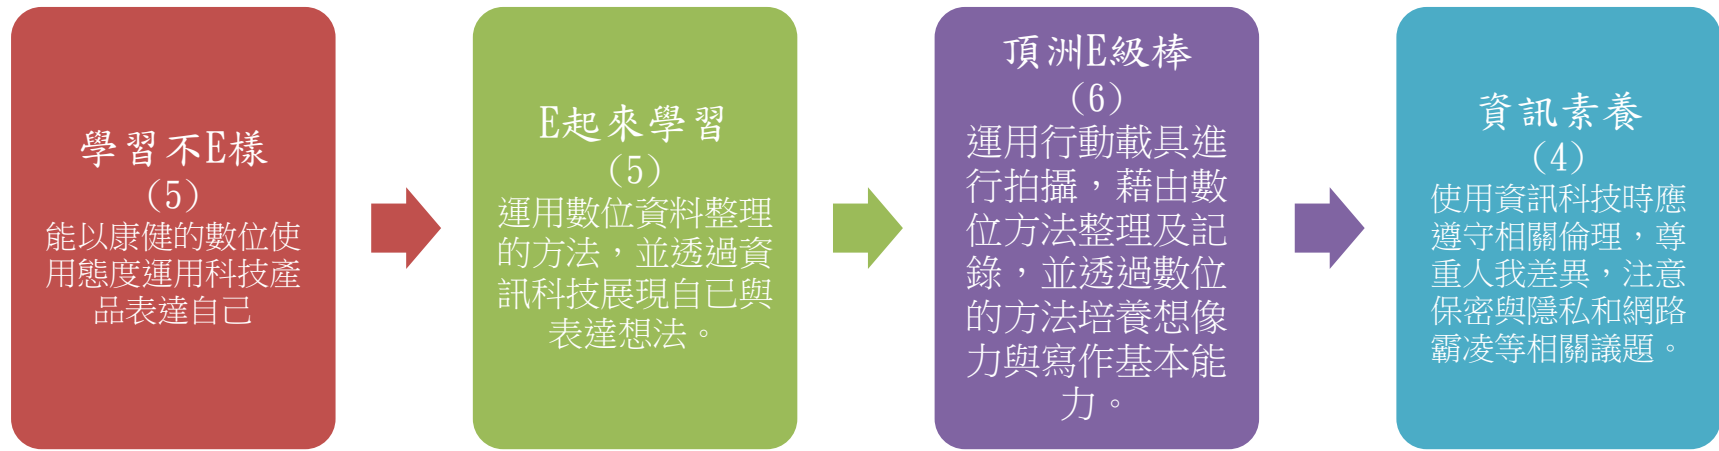 學習不E樣
(5)
能以康健的數位使
用態度運用科技產
品表達自己
E起來學習
(5)
運用數位資料整理
的方法，並透過資
訊科技展現自已與
表達想法。
頂洲E級棒
(6)
運用行動載具進
行拍攝，藉由數
位方法整理及記
錄，並透過數位
的方法培養想像
力與寫作基本能
力。
資訊素養
(4)
使用資訊科技時應
遵守相關倫理，尊
重人我差異，注意
保密與隱私和網路
霸凌等相關議題。